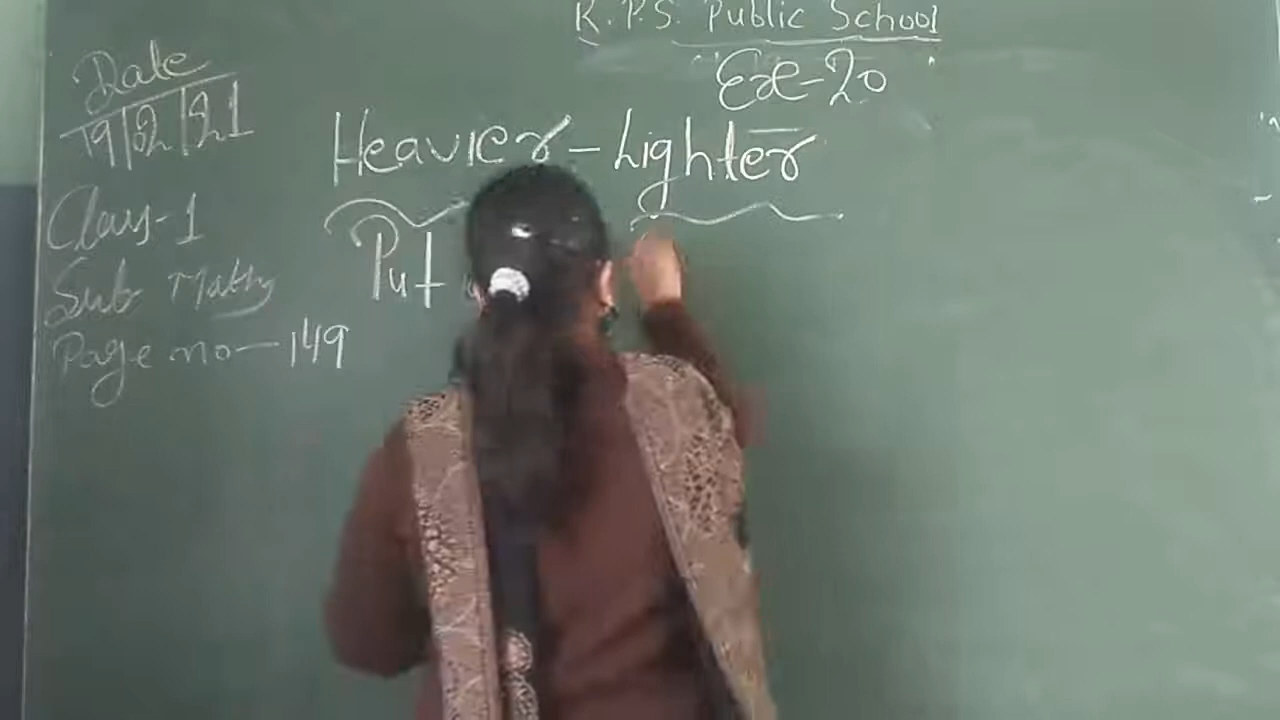 R.P.S. Public School
Ex-20
Date
19/02/21
Heavier - Lighter
Class-1
Put
Sub Maths
Page no - 149